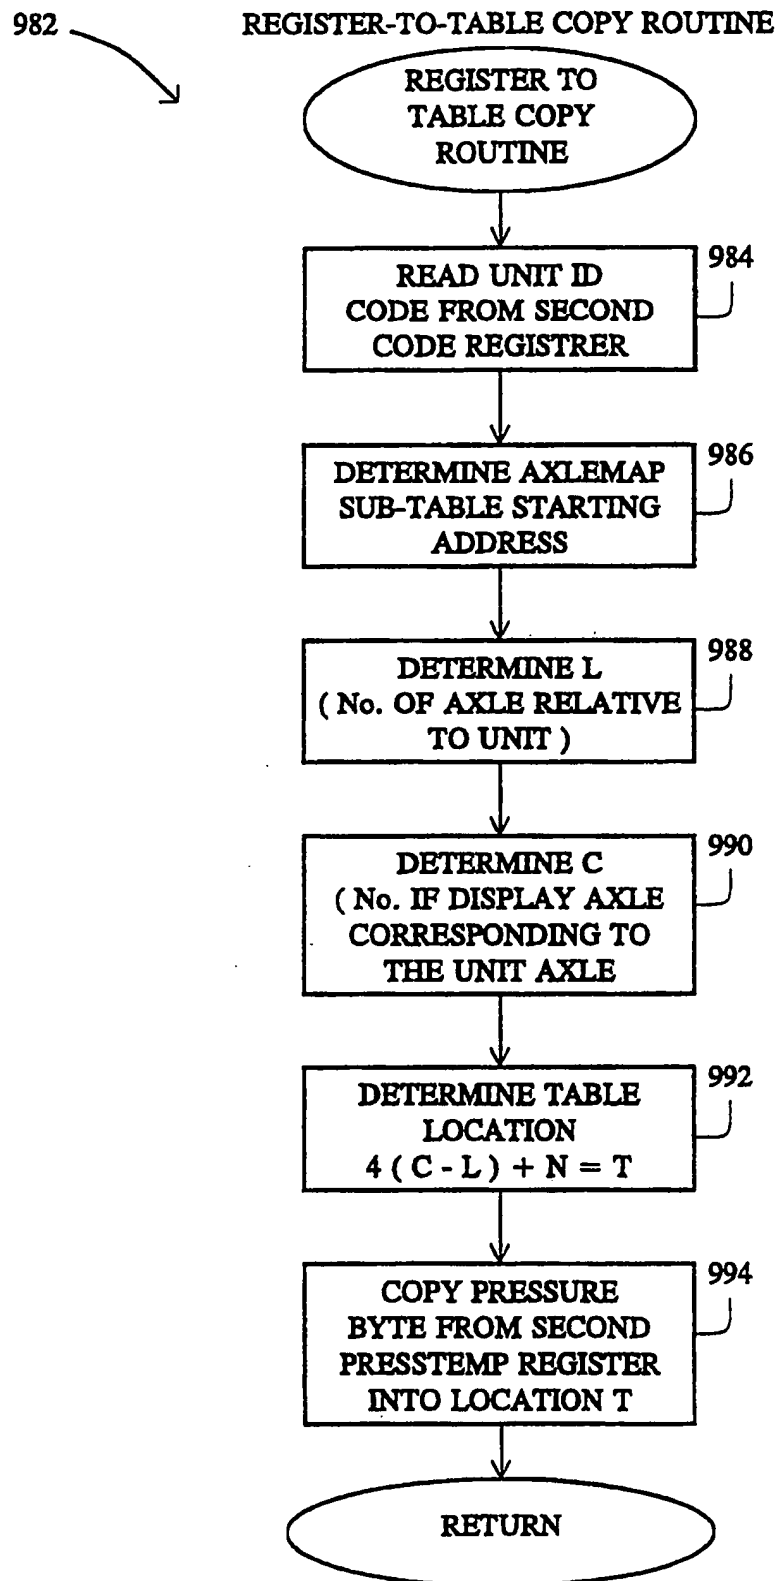 982
REGISTER-TO-TABLE COPY ROUTINE
REGISTER TO
TABLE COPY
ROUTINE
984
READ UNIT ID
CODE FROM SECOND
CODE REGISTRER
986
DETERMINE AXLEMAP
SUB-TABLE STARTING
ADDRESS
988
DETERMINE L
( No. OF AXLE RELATIVE
TO UNIT )
990
DETERMINE C
( No. IF DISPLAY AXLE
CORRESPONDING TO
THE UNIT AXLE
992
DETERMINE TABLE
LOCATION
4 ( C - L ) + N = T
994
COPY PRESSURE
BYTE FROM SECOND
PRESSTEMP REGISTER
INTO LOCATION T
RETURN